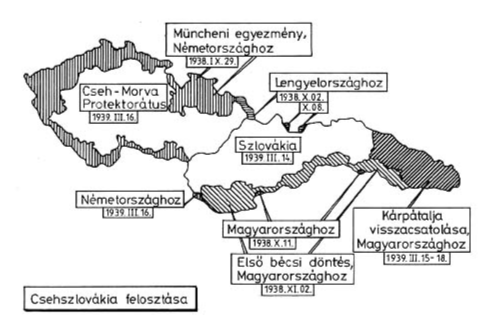 Müncheni egyezmény,
Németországhoz
1938.IX.29.
Lengyelországhoz
1938.X.02.
X.08.
Cseh-Morva
Protektorátus
1939.III.16.
Szlovákia
1939.III.14.
Németországhoz
1939.III.16.
Magyarországhoz
1938.X.11.
Kárpátalja
visszacsatolása,
Magyarországhoz
1939.III.15-18.
Első bécsi döntés,
Magyarországhoz
1938.XI.02.
Csehszlovákia felosztása